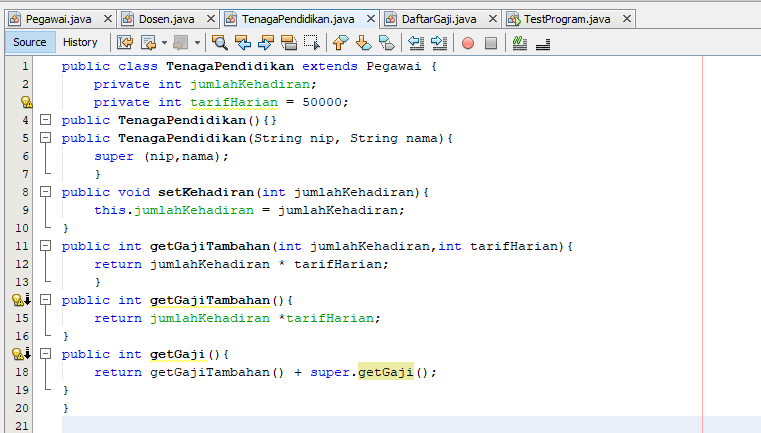 Pegawai.java Dosen.java TenagaPendidikan.java DaftarGaji.java TestProgram.java
Source History
1 public class TenagaPendidikan extends Pegawai {
2 private int jumlahKehadiran;
private int tarifHarian = 50000;
4 public TenagaPendidikan(){}
5 public TenagaPendidikan(String nip, String nama){
6 super (nip,nama);
7 }
8 public void setKehadiran(int jumlahKehadiran){
9 this.jumlahKehadiran = jumlahKehadiran;
10 }
11 public int getGajiTambahan(int jumlahKehadiran,int tarifHarian){
12 return jumlahKehadiran * tarifHarian;
13 }
public int getGajiTambahan(){
15 return jumlahKehadiran *tarifHarian;
16 }
public int getGaji(){
18 return getGajiTambahan() + super.getGaji();
19 }
20 }
21